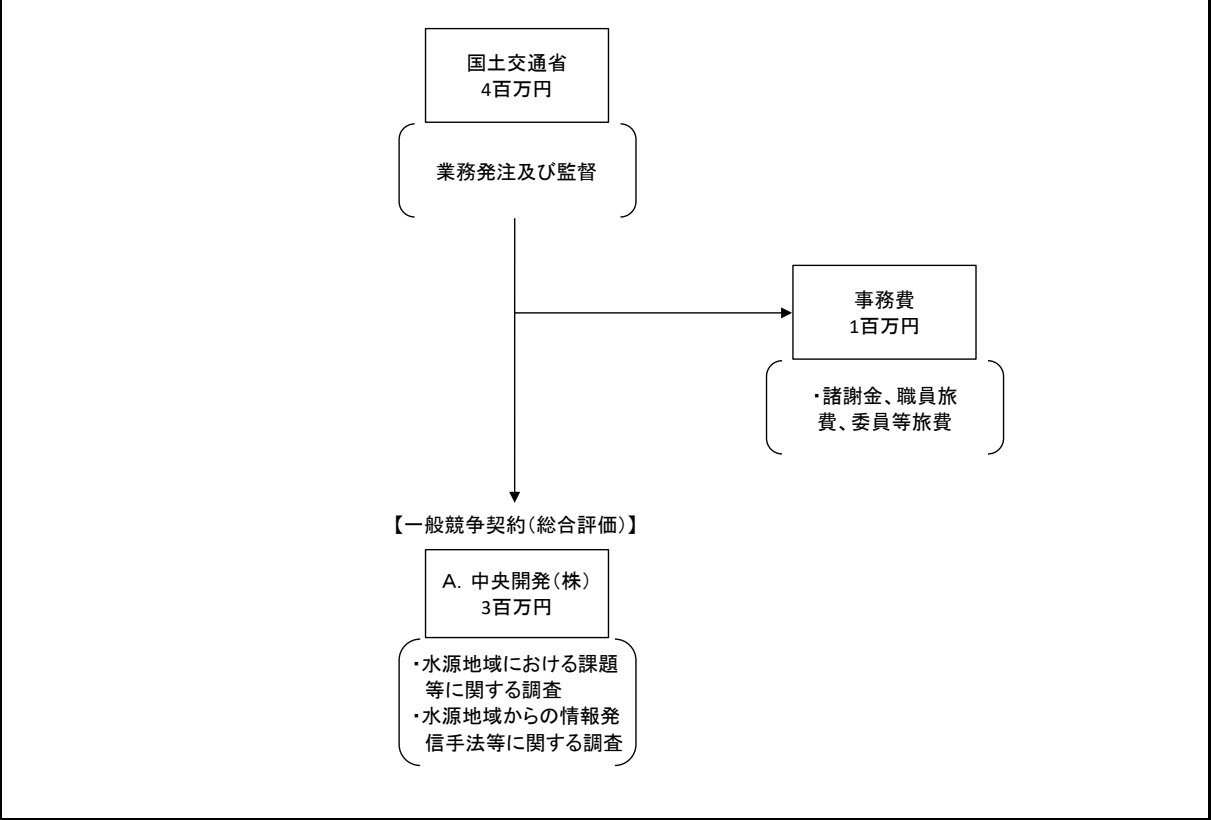 国土交通省
4百万円
業務発注及び監督
事務費
1百万円
・諸謝金、職員旅
費、委員等旅費
【一般競争契約（総合評価）】
A．中央開発（株）
3百万円
・水源地域における課題
等に関する調査
・水源地域からの情報発
信手法等に関する調査